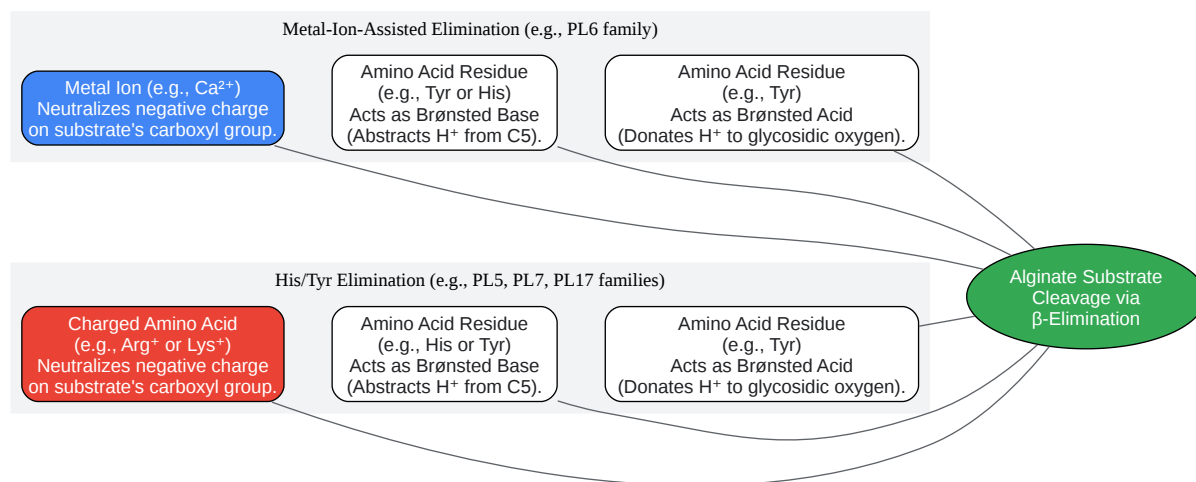 Metal-Ion-Assisted Elimination (e.g., PL6 family)
Metal Ion (e.g., Ca²⁺)
Neutralizes negative charge
on substrate's carboxyl group.
Amino Acid Residue
(e.g., Tyr or His)
Acts as Brønsted Base
(Abstracts H⁺ from C5).
Amino Acid Residue
(e.g., Tyr)
Acts as Brønsted Acid
(Donates H⁺ to glycosidic oxygen).
His/Tyr Elimination (e.g., PL5, PL7, PL17 families)
Charged Amino Acid
(e.g., Arg⁺ or Lys⁺)
Neutralizes negative charge
on substrate's carboxyl group.
Amino Acid Residue
(e.g., His or Tyr)
Acts as Brønsted Base
(Abstracts H⁺ from C5).
Amino Acid Residue
(e.g., Tyr)
Acts as Brønsted Acid
(Donates H⁺ to glycosidic oxygen).
Alginate Substrate
Cleavage via
β-Elimination